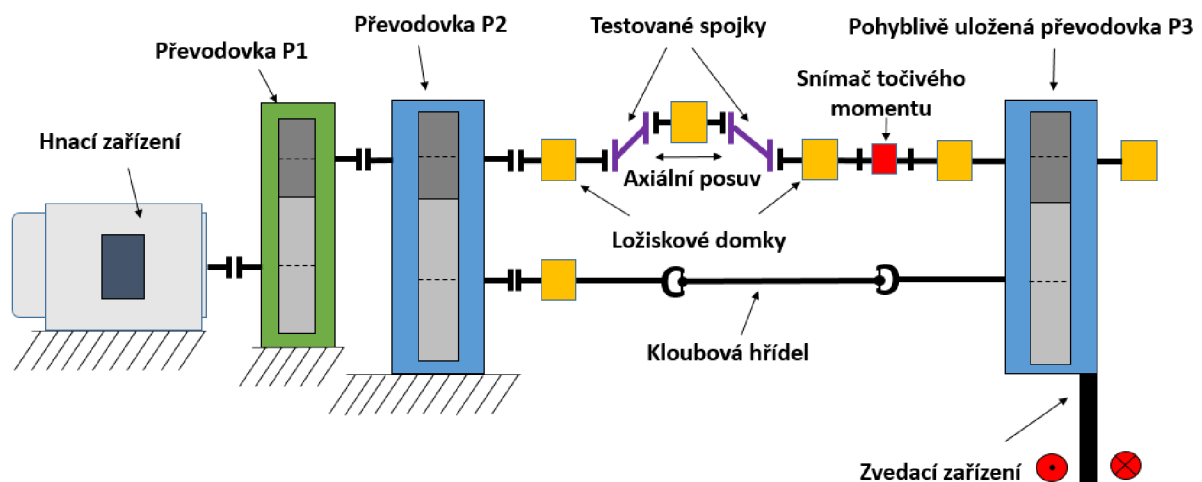 Převodovka P1
Převodovka P2
Testované spojky
Pohyblivě uložená převodovka P3
Snímač točivého
momentu
Hnací zařízení
Axiální posuv
Ložiskové domky
Kloubová hřídel
Zvedací zařízení